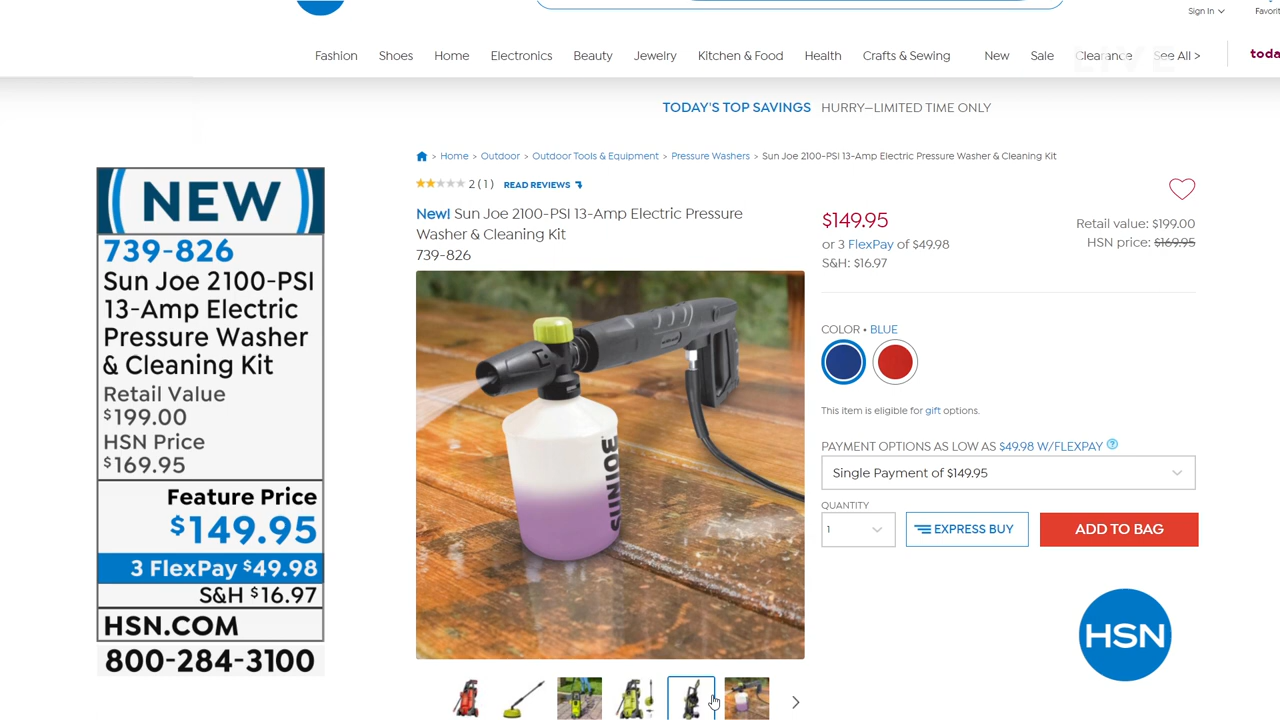 Sign In
Favorit
Fashion Shoes Home Electronics Beauty Jewelry Kitchen & Food Health Crafts & Sewing New Sale Clearance See All >
toda
TODAY'S TOP SAVINGS HURRY—LIMITED TIME ONLY
> Home > Outdoor > Outdoor Tools & Equipment > Pressure Washers > Sun Joe 2100-PSI 13-Amp Electric Pressure Washer & Cleaning Kit
2 ( 1 ) READ REVIEWS
New! Sun Joe 2100-PSI 13-Amp Electric Pressure
Washer & Cleaning Kit
739-826
SUNJOE
$149.95
or 3 FlexPay of $49.98
S&H: $16.97
Retail value: $199.00
HSN price: $169.95
COLOR • BLUE
This item is eligible for gift options.
PAYMENT OPTIONS AS LOW AS $49.98 W/FLEXPAY ?
Single Payment of $149.95
QUANTITY
1
EXPRESS BUY
ADD TO BAG
HSN
NEW
739-826
Sun Joe 2100-PSI
13-Amp Electric
Pressure Washer
& Cleaning Kit
Retail Value
$199.00
HSN Price
$169.95
Feature Price
$149.95
3 FlexPay $49.98
S&H $16.97
HSN.COM
800-284-3100